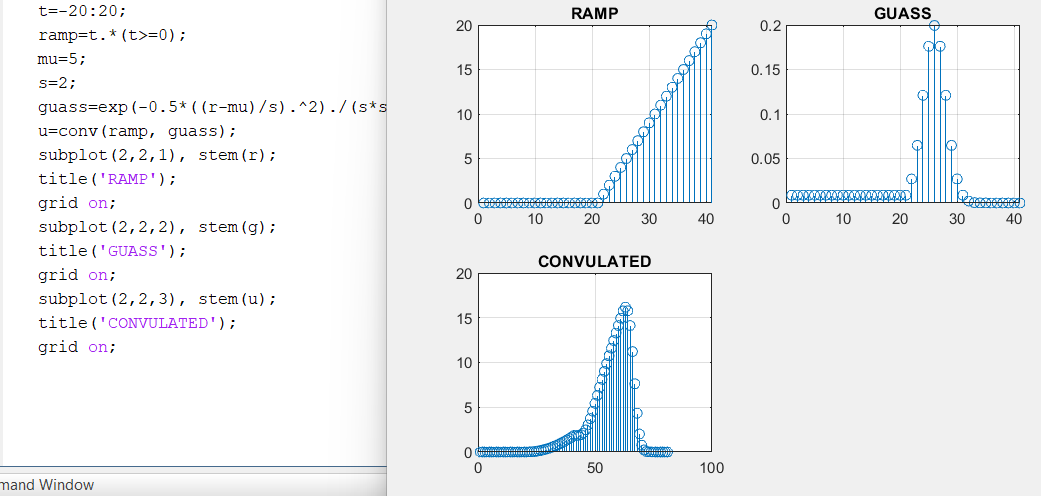 t=-20:20;
ramp=t.*(t>=0);
mu=5;
s=2;
guass=exp(-0.5*((r-mu)/s).^2)./(s*s
u=conv(ramp, guass);
subplot(2,2,1), stem(r);
title('RAMP');
grid on;
subplot(2,2,2), stem(g);
title('GUASS');
grid on;
subplot(2,2,3), stem(u);
title('CONVULATED');
grid on;
mand Window
RAMP
20
15
10
5
0
0 10 20 30 40
GUASS
0.2
0.15
0.1
0.05
0
0 10 20 30 40
CONVULATED
20
15
10
5
0
0 50 100